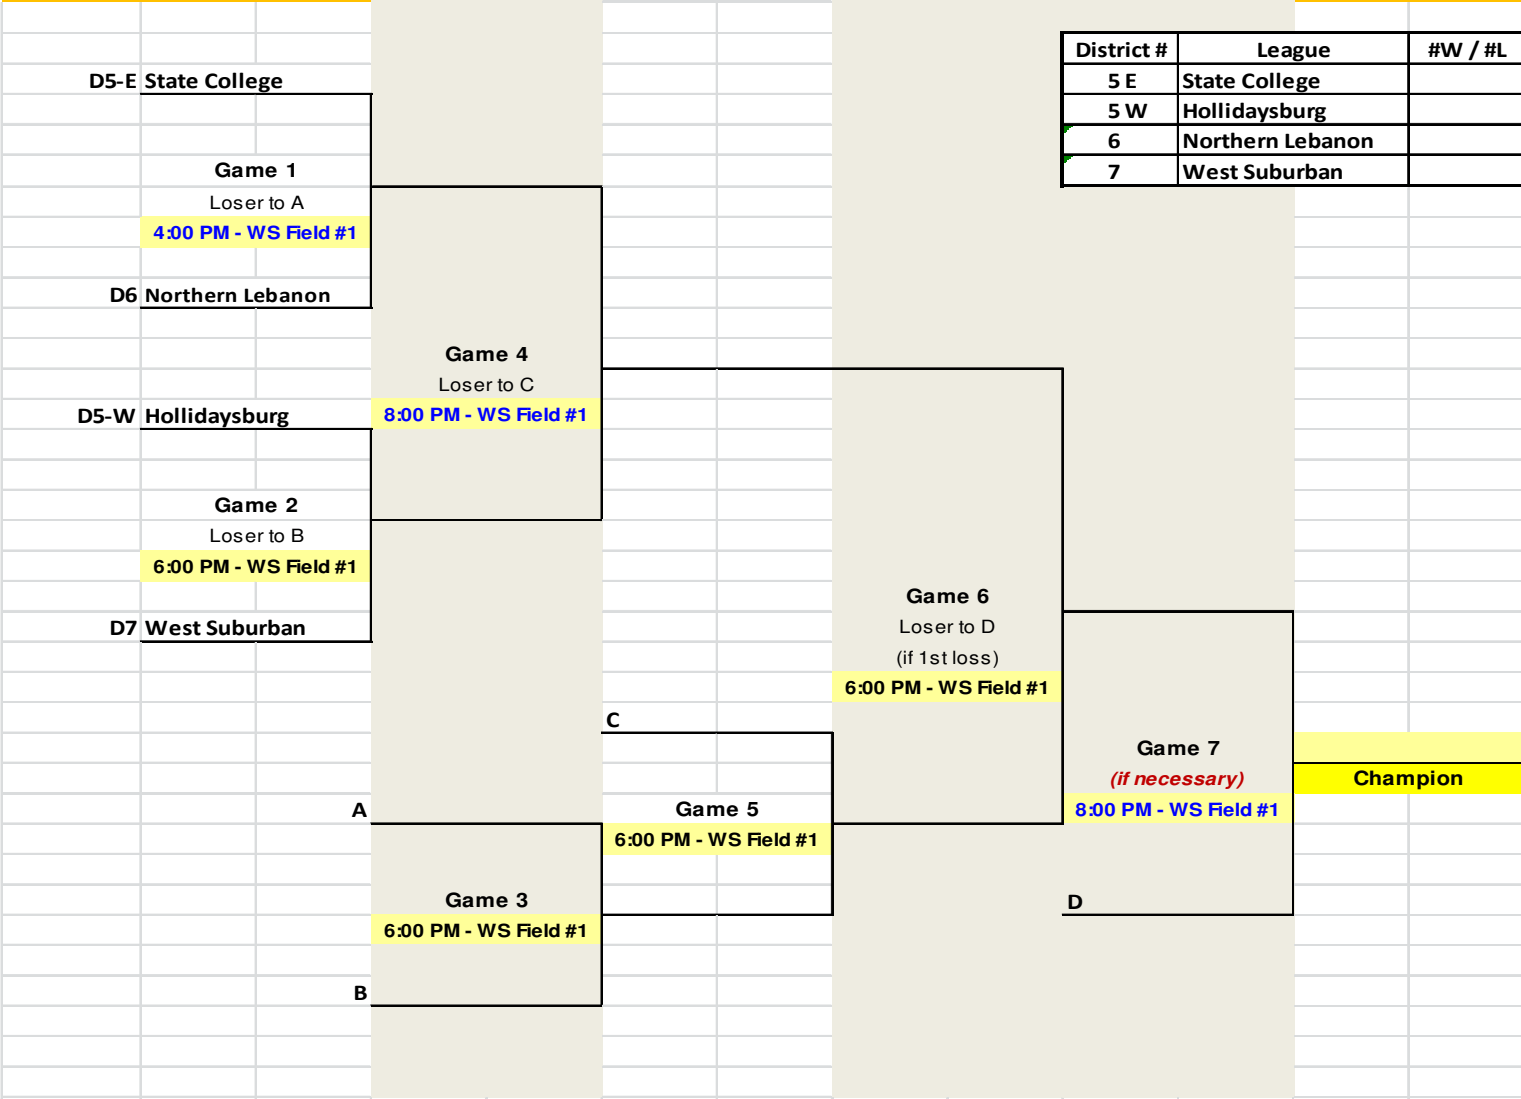 District # League #W / #L
5 E State College
5 W Hollidaysburg
6 Northern Lebanon
7 West Suburban
D5-E State College
Game 1
Loser to A
4:00 PM - WS Field #1
D6 Northern Lebanon
Game 4
Loser to C
8:00 PM - WS Field #1
D5-W Hollidaysburg
Game 2
Loser to B
6:00 PM - WS Field #1
D7 West Suburban
Game 6
Loser to D
(if 1st loss)
6:00 PM - WS Field #1
C
Game 7
(if necessary)
8:00 PM - WS Field #1
Champion
A
Game 5
6:00 PM - WS Field #1
Game 3
6:00 PM - WS Field #1
D
B